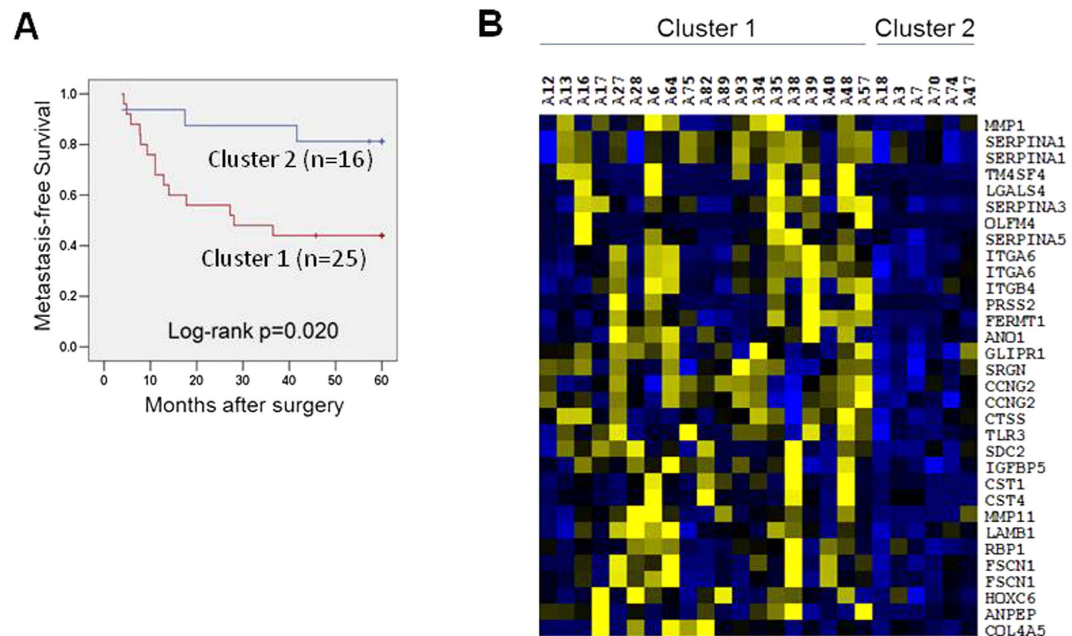 A
Metastasis-free Survival
1.0
0.8
0.6
0.4
0.2
0.0
Cluster 2 (n=16)
Cluster 1 (n=25)
Log-rank p=0.020
0 10 20 30 40 50 60
Months after surgery
B
Cluster 1 Cluster 2
A12 A13 A16 A17 A27 A28 A6 A64 A75 A82 A89 A93 A34 A35 A38 A39 A40 A48 A57 A18 A3 A7 A70 A74 A47
MMP1
SERPINA1
SERPINA1
TM4SF4
LGALS4
SERPINA3
OLFM4
SERPINA5
ITGA6
ITGA6
ITGB4
PRSS2
FERMT1
ANO1
GLIPR1
SRGN
CCNG2
CCNG2
CTSS
TLR3
SDC2
IGFBP5
CST1
CST4
MMP11
LAMB1
RBP1
FSCN1
FSCN1
HOXC6
ANPEP
COL4A5